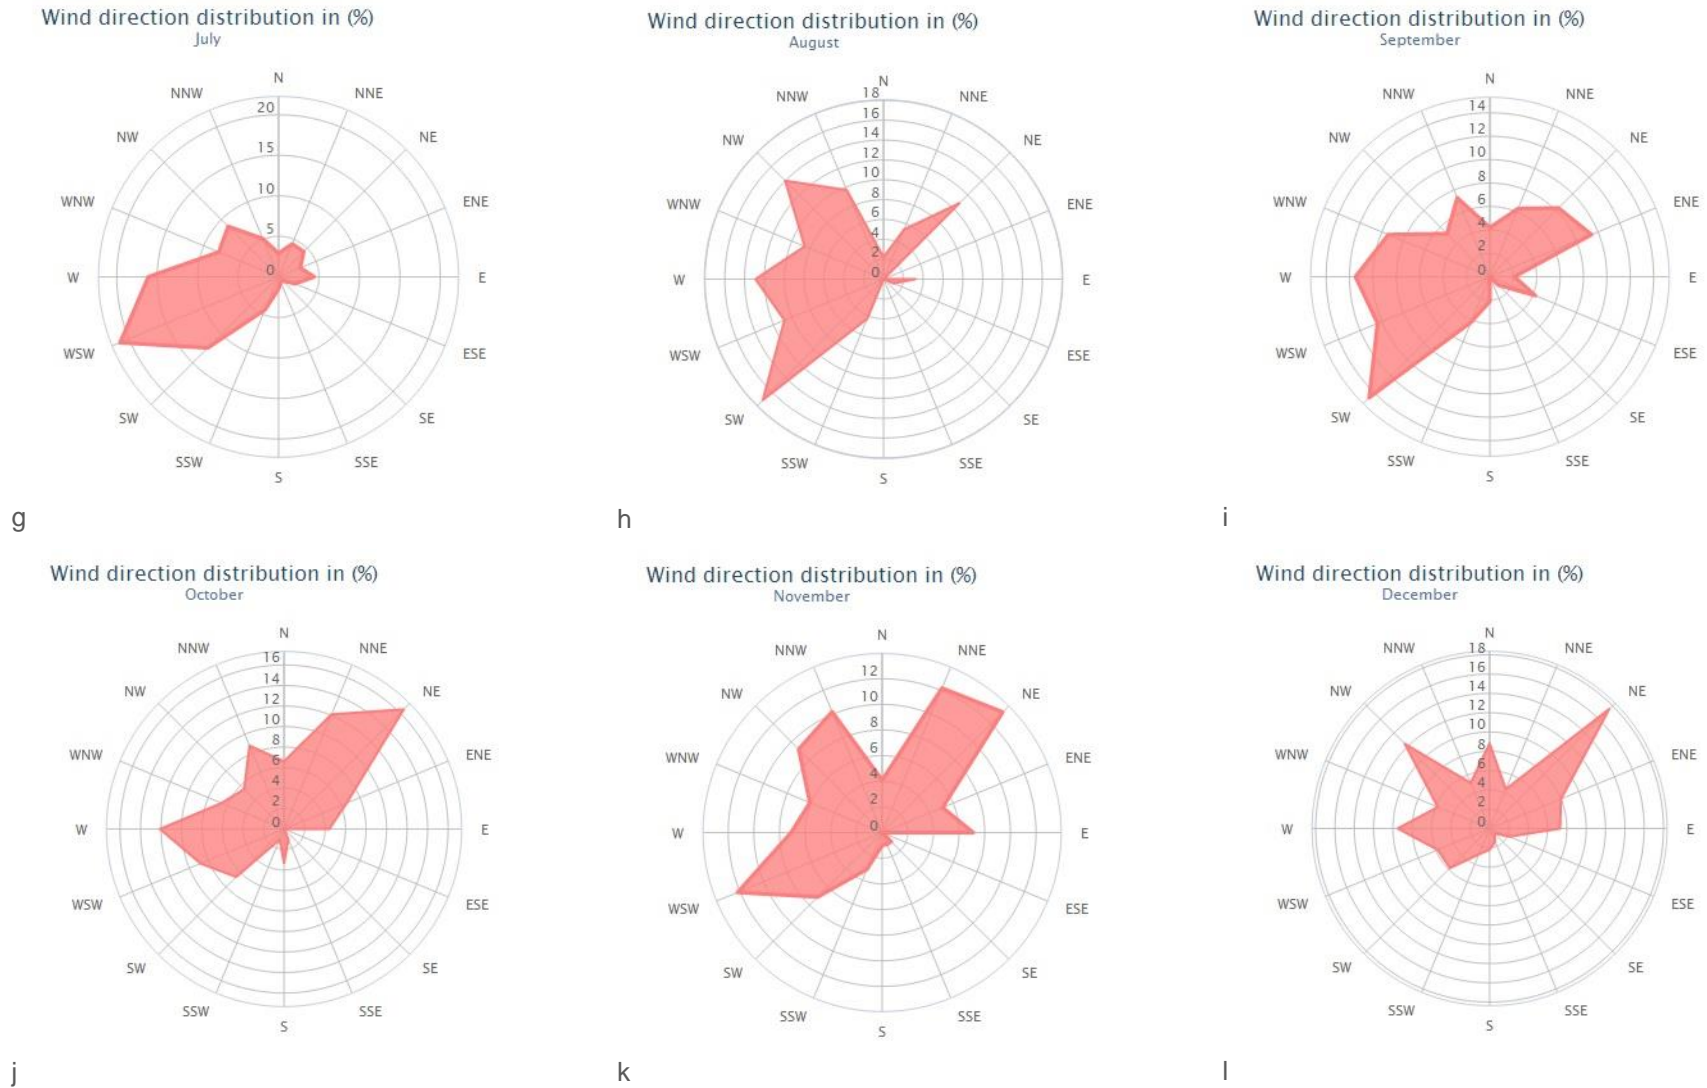 Wind direction distribution in (%)
July
N
NNE
NE
ENE
E
ESE
SE
SSE
S
SSW
SW
WSW
W
WNW
NW
NNW
20
15
10
5
0
g
Wind direction distribution in (%)
August
N
NNE
NE
ENE
E
ESE
SE
SSE
S
SSW
SW
WSW
W
WNW
NW
NNW
18
16
14
12
10
8
6
4
2
0
h
Wind direction distribution in (%)
September
N
NNE
NE
ENE
E
ESE
SE
SSE
S
SSW
SW
WSW
W
WNW
NW
NNW
14
12
10
8
6
4
2
0
i
Wind direction distribution in (%)
October
N
NNE
NE
ENE
E
ESE
SE
SSE
S
SSW
SW
WSW
W
WNW
NW
NNW
16
14
12
10
8
6
4
2
0
j
Wind direction distribution in (%)
November
N
NNE
NE
ENE
E
ESE
SE
SSE
S
SSW
SW
WSW
W
WNW
NW
NNW
12
10
8
6
4
2
0
k
Wind direction distribution in (%)
December
N
NNE
NE
ENE
E
ESE
SE
SSE
S
SSW
SW
WSW
W
WNW
NW
NNW
18
16
14
12
10
8
6
4
2
0
l